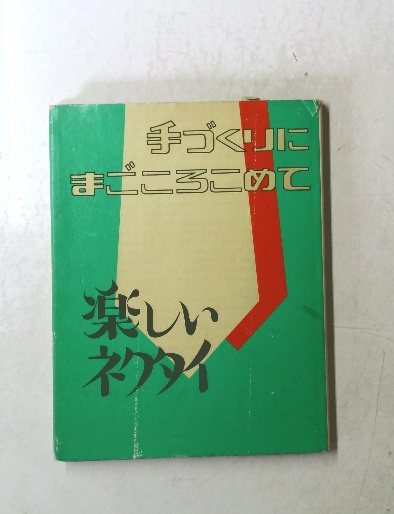 手づくりに
まごころこめて
楽しい
ネクタイ